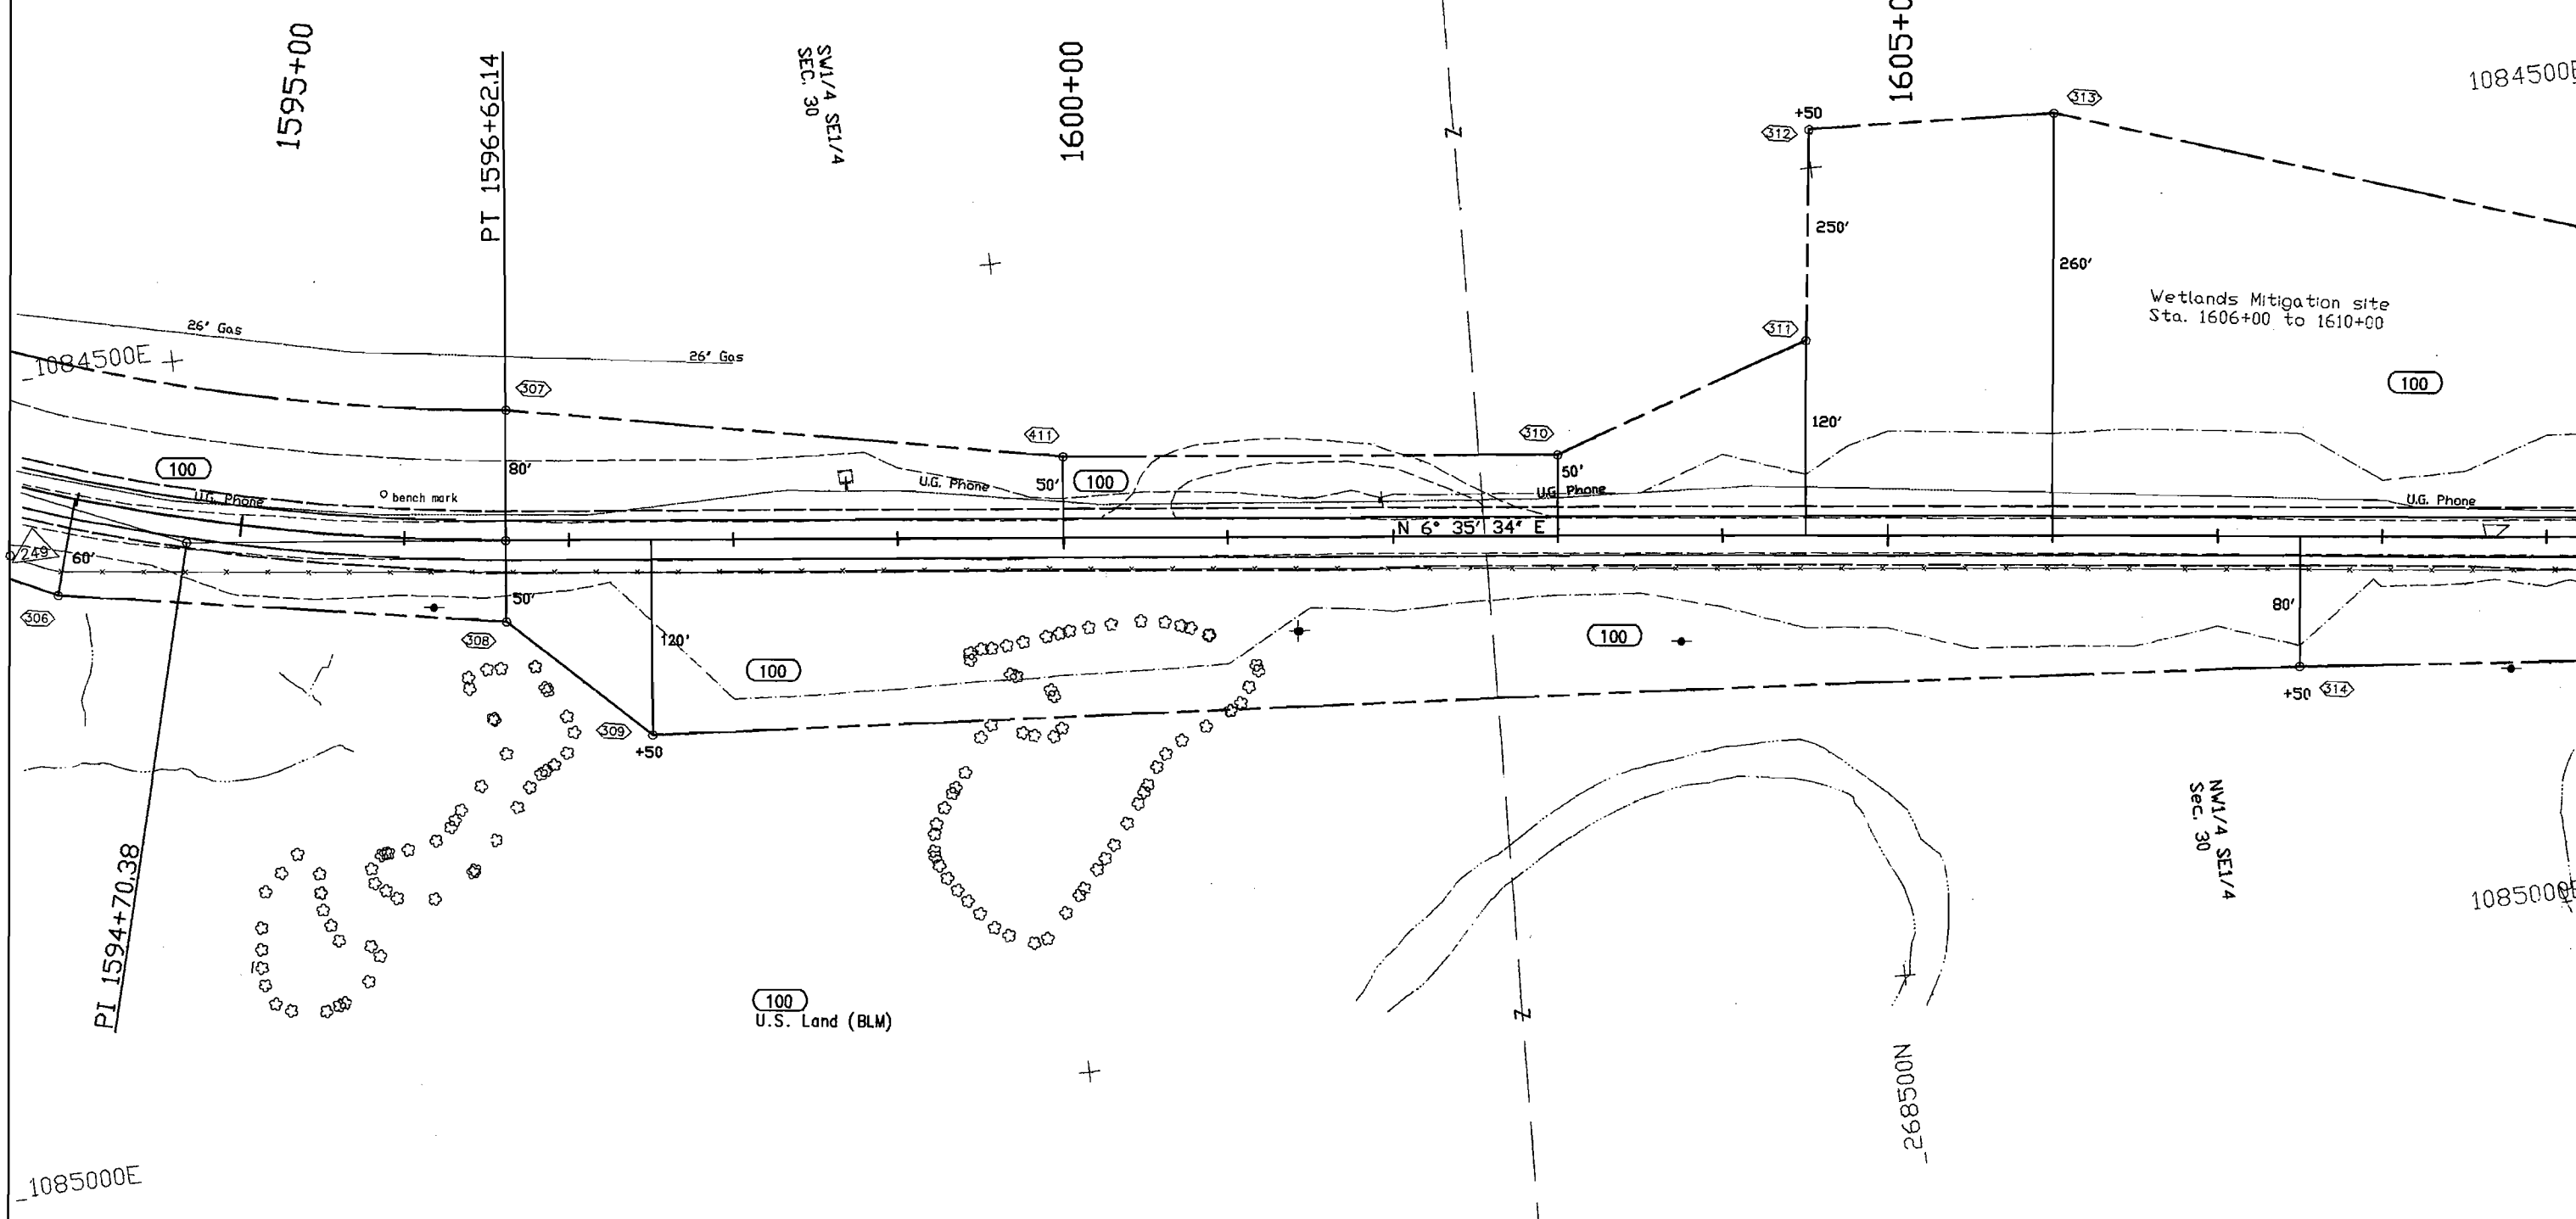 1595+00
PT 1596+62.14
SW1/4 SE1/4
SEC. 30
1600+00
1605+0
1084500E
+50
313
312
250'
260'
Wetlands Mitigation site
Sta. 1606+00 to 1610+00
26' Gas
26' Gas
1084500E
307
311
100
411
310
120'
100
80'
bench mark
U.G. Phone
50'
100
U.G. Phone
50'
U.G. Phone
U.G. Phone
N 6° 35' 34" E
249
60'
306
50'
308
120'
100
100
80'
+50
314
309
+50
PI 1594+70.38
NW1/4 SE1/4
Sec. 30
1085000E
100
U.S. Land (BLM)
Z
Z
268500N
1085000E